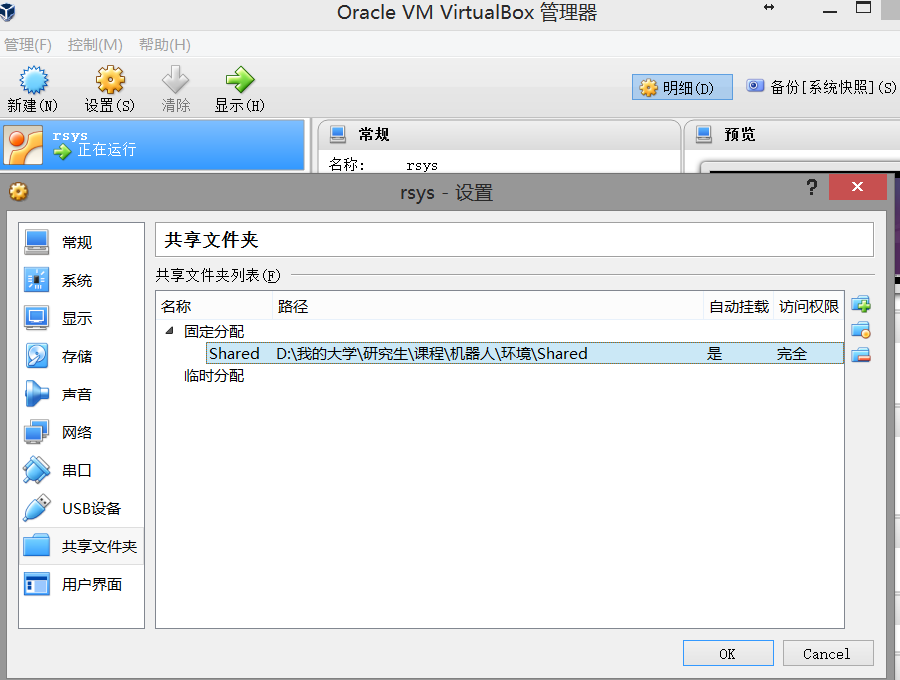 Oracle VM VirtualBox 管理器
管理(F) 控制(M) 帮助(H)
新建(N) 设置(S) 清除 显示(H) 明细(D) 备份[系统快照](S)
rsys
正在运行
常规
名称: rsys
预览
rsys - 设置
常规
系统
显示
存储
声音
网络
串口
USB设备
共享文件夹
用户界面
共享文件夹
共享文件夹列表(F)
名称 路径 自动挂载 访问权限
固定分配
Shared D:\我的大学\研究生\课程\机器人\环境\Shared 是 完全
临时分配
OK Cancel